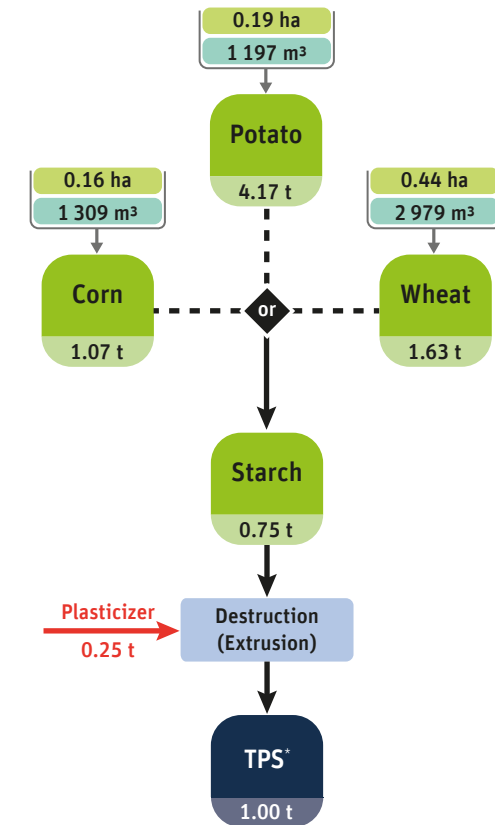 0.19 ha
1 197 m³
Potato
4.17 t
0.16 ha
1 309 m³
Corn
1.07 t
0.44 ha
2 979 m³
Wheat
1.63 t
or
Starch
0.75 t
Plasticizer
0.25 t
Destruction
(Extrusion)
TPS*
1.00 t